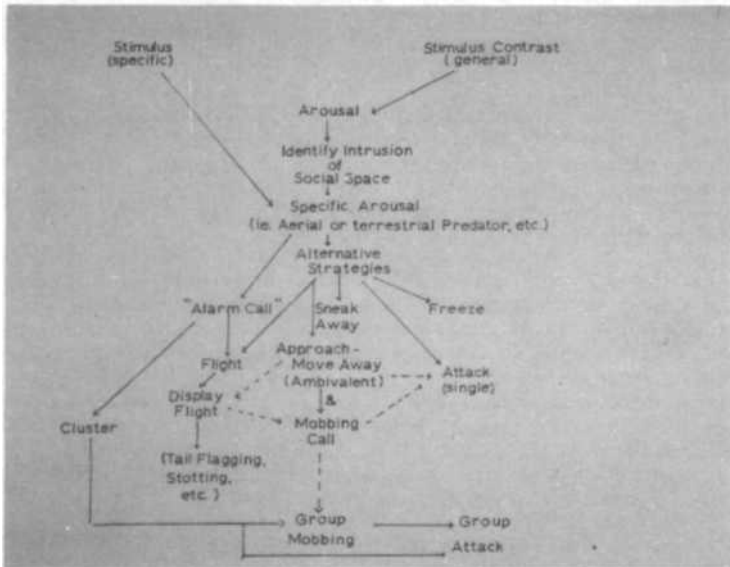 Stimulus
(specific)
Stimulus Contrast
(general)
Arousal
Identify Intrusion
of
Social Space
Specific Arousal
(ie. Aerial or terrestrial Predator, etc.)
Alternative
Strategies
"Alarm Call"
Sneak
Away
Freeze
Flight
Approach-
Move Away
(Ambivalent)
&
Attack
(single)
Display
Flight
Cluster
Mobbing
Call
(Tail Flagging,
Stotting,
etc.)
Group
Mobbing
Group
Attack